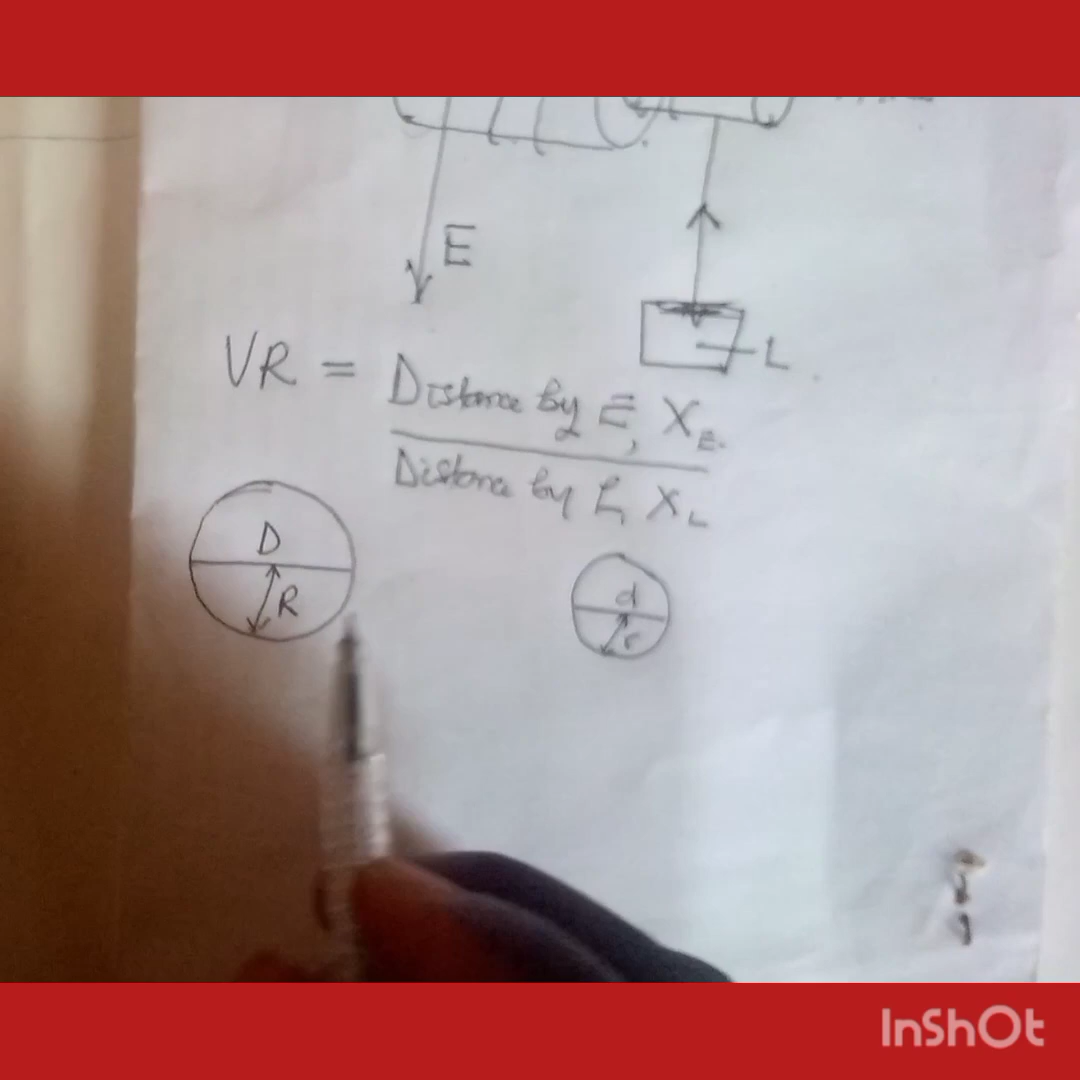 E
L
VR = Distance by E, X_E.
Distance by L, X_L
D
R
d
r
InShOt